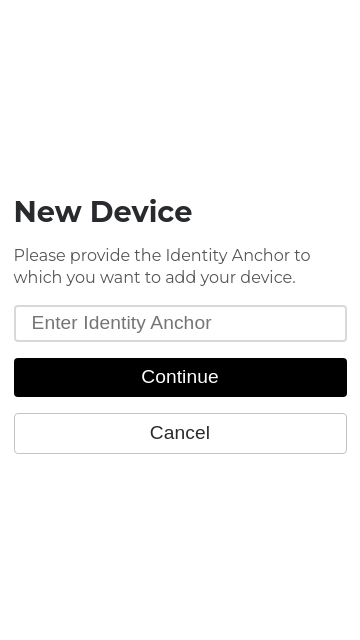 New Device
Please provide the Identity Anchor to
which you want to add your device.
Enter Identity Anchor
Continue
Cancel